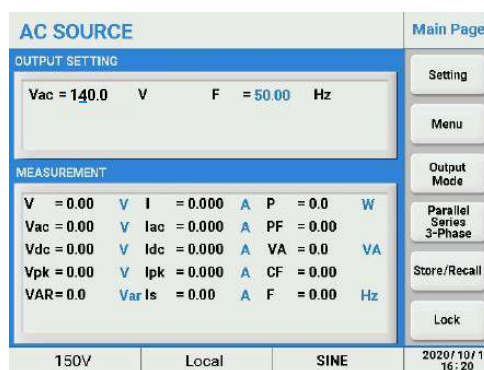 AC SOURCE
Main Page
OUTPUT SETTING
Vac = 140.0 V F = 50.00 Hz
Setting
Menu
MEASUREMENT
Output
Mode
V = 0.00 V I = 0.000 A P = 0.0 W
Vac = 0.00 V Iac = 0.000 A PF = 0.00
Vdc = 0.00 V Idc = 0.000 A VA = 0.0 VA
Vpk = 0.00 V Ipk = 0.000 A CF = 0.00
VAR= 0.0 Var Is = 0.00 A F = 0.00 Hz
Parallel
Series
3-Phase
Store/Recall
Lock
150V Local SINE
2020/10/1
16:20